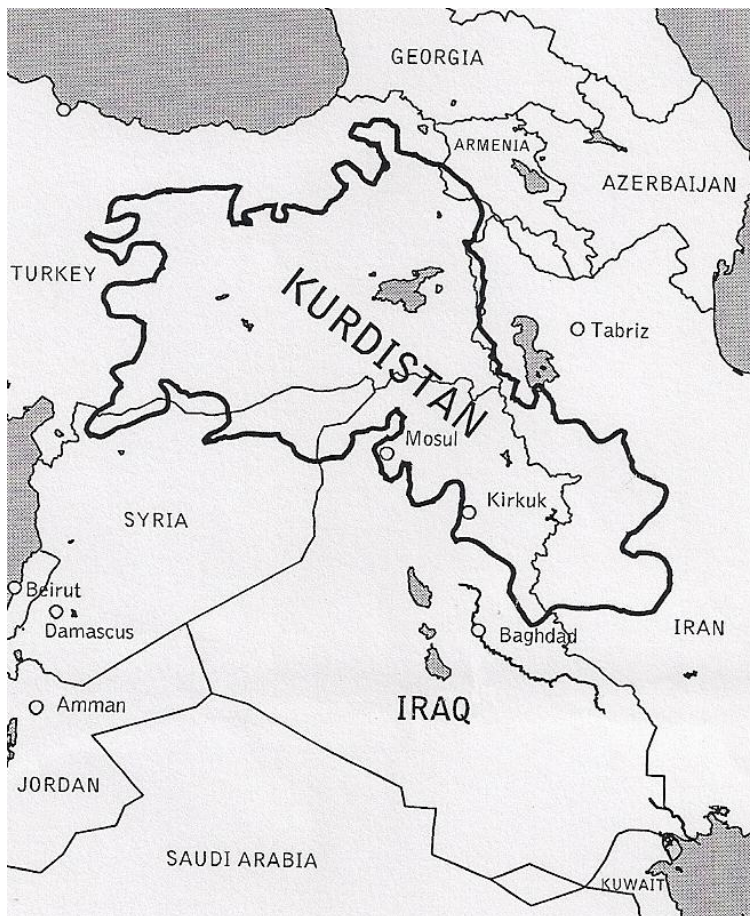 GEORGIA
ARMENIA
AZERBAIJAN
TURKEY
KURDISTAN
Tabriz
Mosul
Kirkuk
SYRIA
Beirut
Damascus
Baghdad
IRAN
Amman
IRAQ
JORDAN
SAUDI ARABIA
KUWAIT